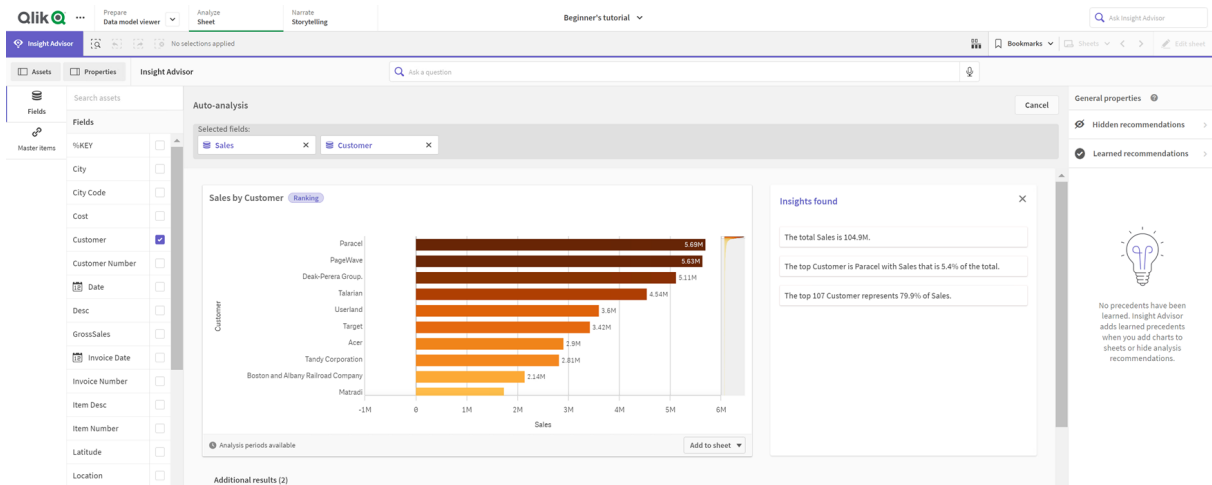 Qlik
Prepare
Data model viewer
Analyze
Sheet
Narrate
Storytelling
Beginner's tutorial
Ask Insight Advisor
Insight Advisor
No selections applied
Bookmarks
Sheets
Edit sheet
Assets
Properties
Insight Advisor
Ask a question
Fields
Master items
Search assets
Fields
%KEY
City
City Code
Cost
Customer
Customer Number
Date
Desc
GrossSales
Invoice Date
Invoice Number
Item Desc
Item Number
Latitude
Location
Auto-analysis
Cancel
Selected fields:
Sales
Customer
Sales by Customer
Ranking
Customer
Paracel 5.69M
PageWave 5.63M
Deak-Perera Group. 5.11M
Talarian 4.54M
Userland 3.6M
Target 3.42M
Acer 2.9M
Tandy Corporation 2.81M
Boston and Albany Railroad Company 2.14M
Matradi
-1M 0 1M 2M 3M 4M 5M 6M
Sales
Analysis periods available
Add to sheet
Additional results (2)
Insights found
The total Sales is 104.9M.
The top Customer is Paracel with Sales that is 5.4% of the total.
The top 107 Customer represents 79.9% of Sales.
General properties
Hidden recommendations
Learned recommendations
No precedents have been
learned. Insight Advisor
adds learned precedents
when you add charts to
sheets or hide analysis
recommendations.